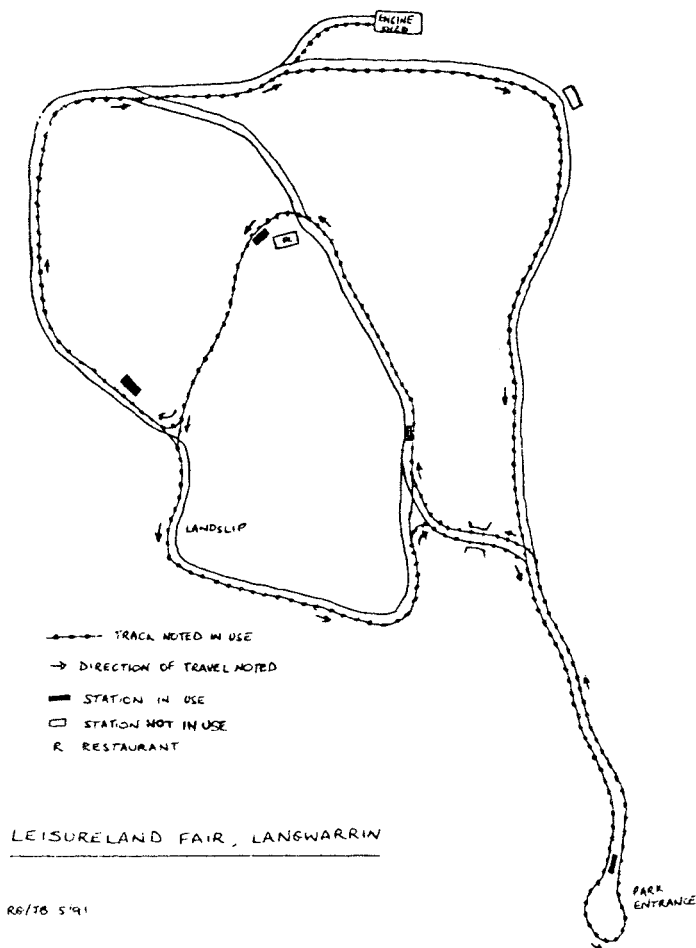 ENGINE
SHED
R
LANDSLIP
TRACK NOTED IN USE
DIRECTION OF TRAVEL NOTED
STATION IN USE
STATION NOT IN USE
R RESTAURANT
LEISURELAND FAIR, LANGWARRIN
PARK
ENTRANCE
RG/JB 5'91